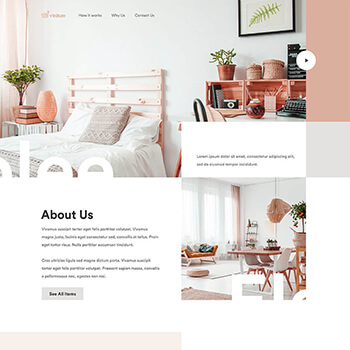 How it works
Why Us
Contact Us
Lorem ipsum dolor sit amet, consectetur adipiscing elit,
sed do eiusmod tempor incididunt
About Us
Vivamus suscipit tortor eget felis porttitor volutpat. Vivamus
magna justo, lacinia eget consectetur sed, convallis at tellus. Proin
eget tortor risus. Nulla porttitor accumsan tincidunt.
Cras ultricies ligula sed magna dictum porta. Vivamus suscipit
tortor eget felis porttitor volutpat. Praesent sapien massa, convallis
a pellentesque nec, egestas non nisi.
See All Items